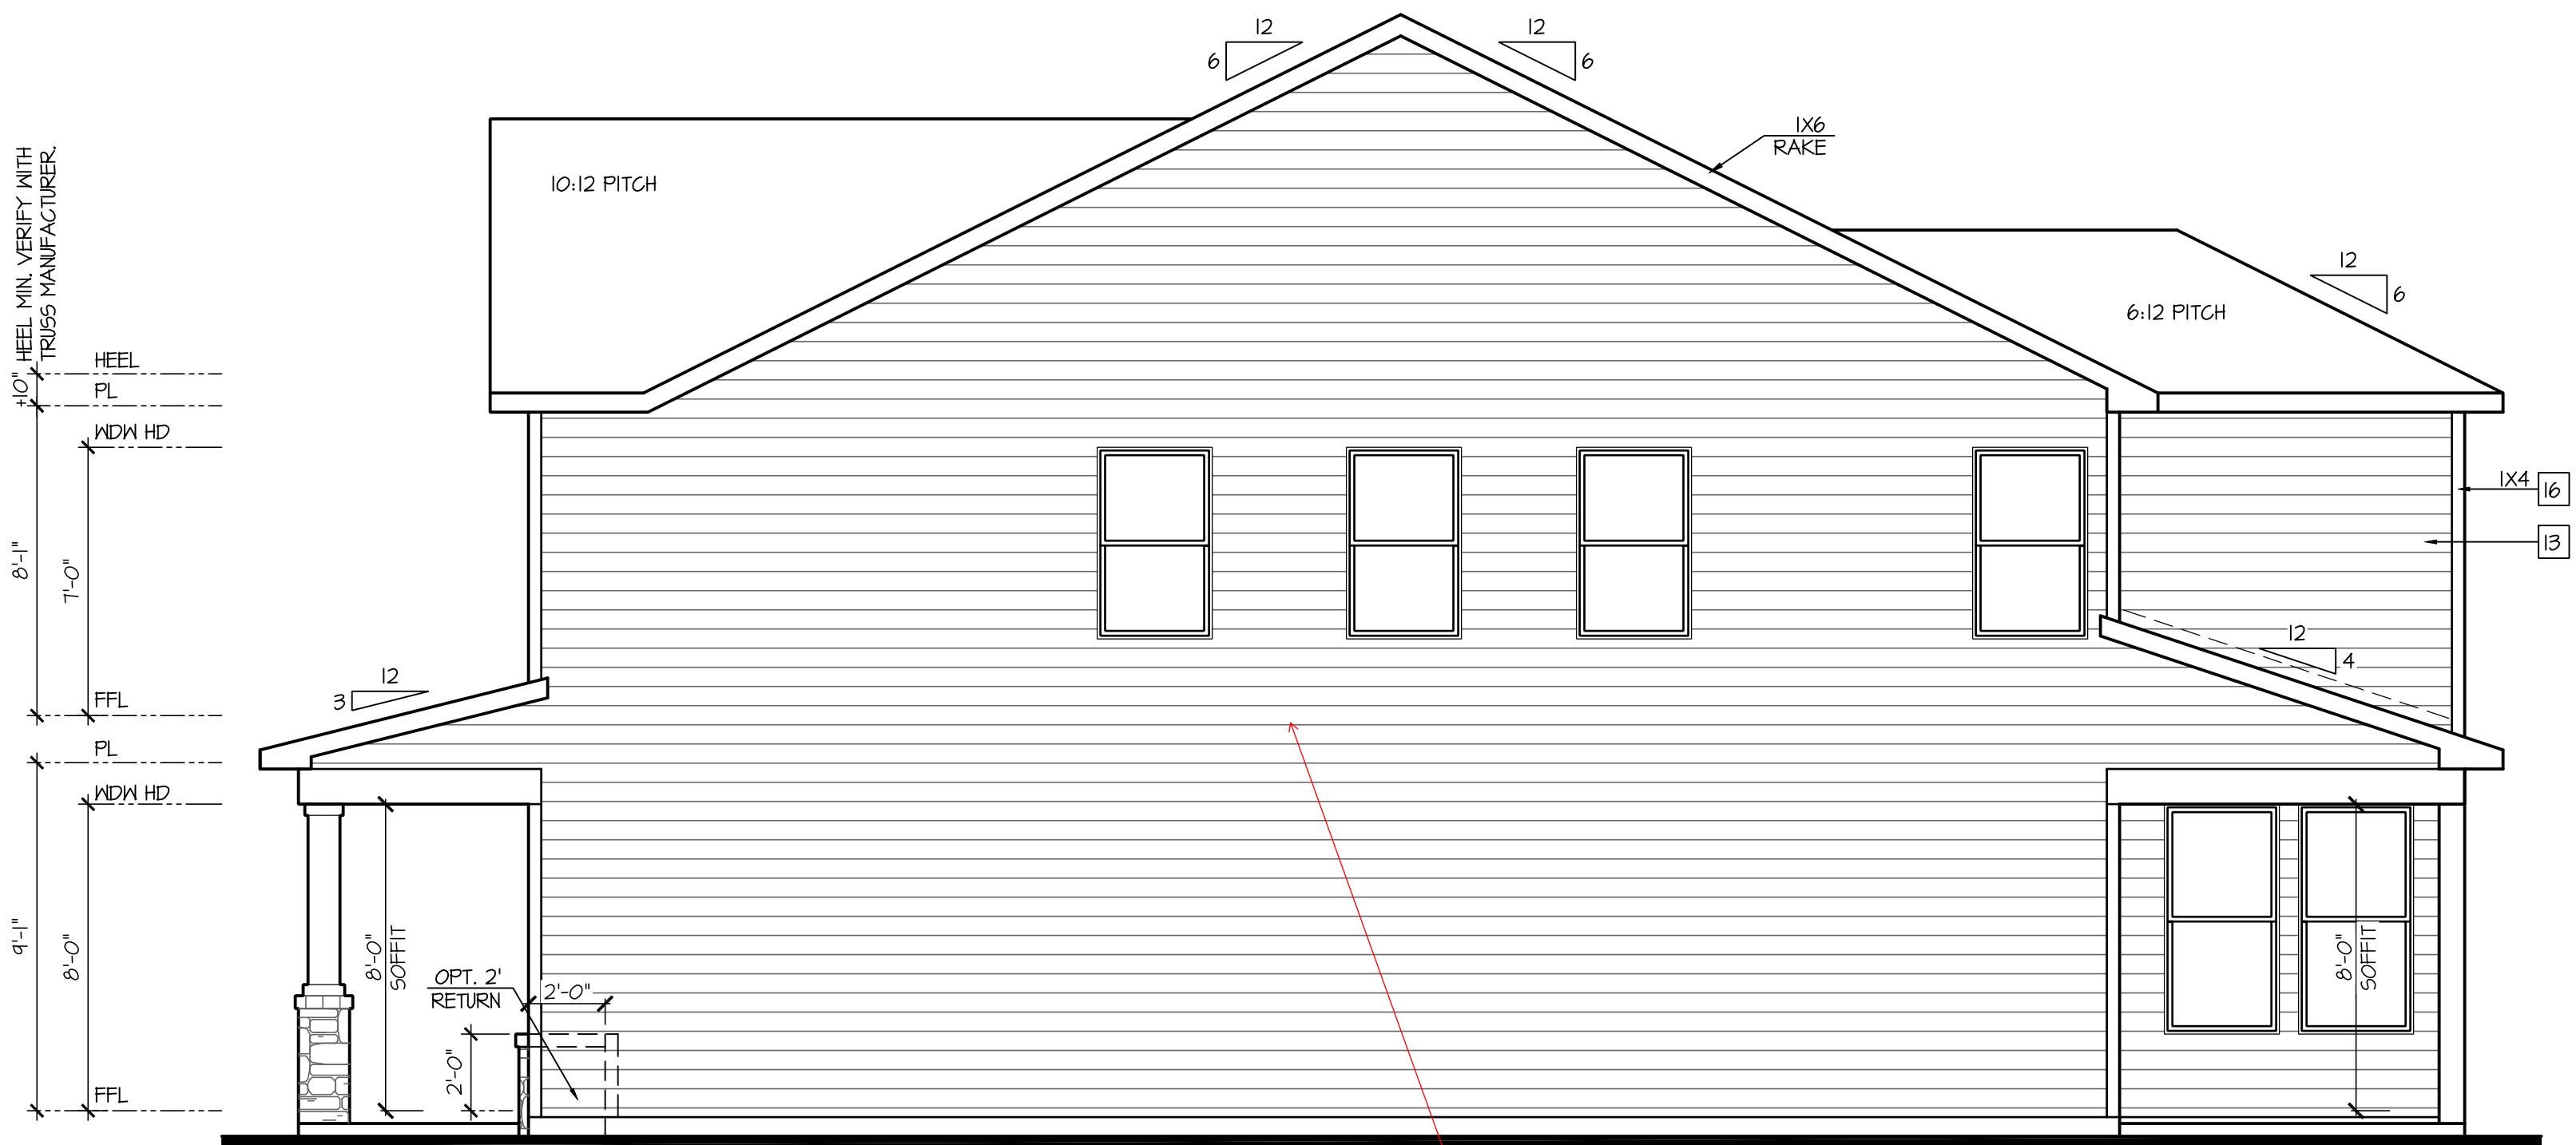 12
6
12
6
1X6
RAKE
10:12 PITCH
HEEL MIN. VERIFY WITH
TRUSS MANUFACTURER.
12
6
6:12 PITCH
HEEL
+10"
PL
WDW HD
1X4 16
13
8'-1"
7'-0"
12
4
12
3
FFL
PL
WDW HD
9'-1"
8'-0"
8'-0"
SOFFIT
8'-0"
SOFFIT
OPT. 2'
RETURN
2'-0"
2'-0"
FFL